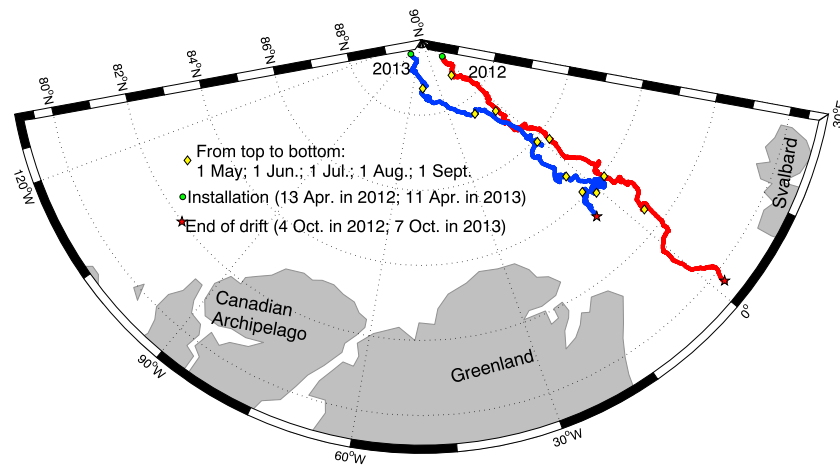 90°N
88°N
86°N
84°N
82°N
80°N
2013
2012
30°E
From top to bottom:
1 May; 1 Jun.; 1 Jul.; 1 Aug.; 1 Sept.
Installation (13 Apr. in 2012; 11 Apr. in 2013)
End of drift (4 Oct. in 2012; 7 Oct. in 2013)
Svalbard
120°W
Canadian
Archipelago
Greenland
0°
90°W
60°W
30°W